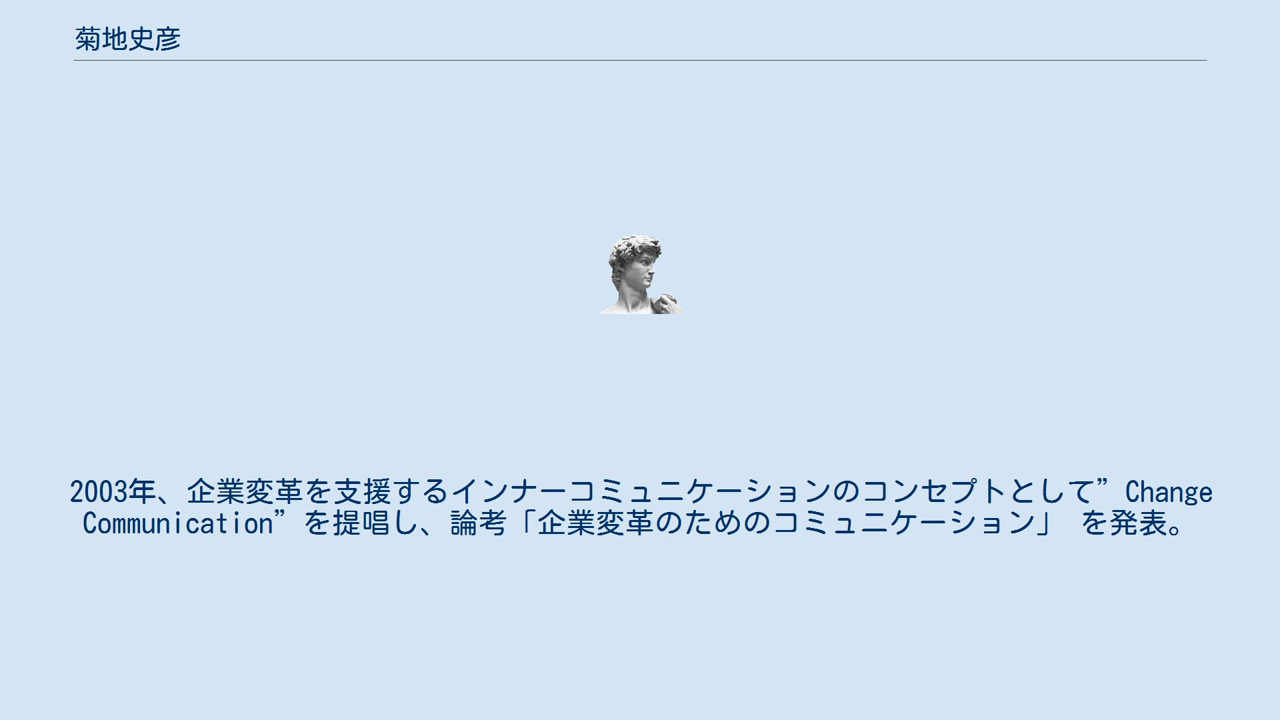 菊地史彦
2003年、企業変革を支援するインナーコミュニケーションのコンセプトとして”Change
Communication”を提唱し、論考「企業変革のためのコミュニケーション」 を発表。